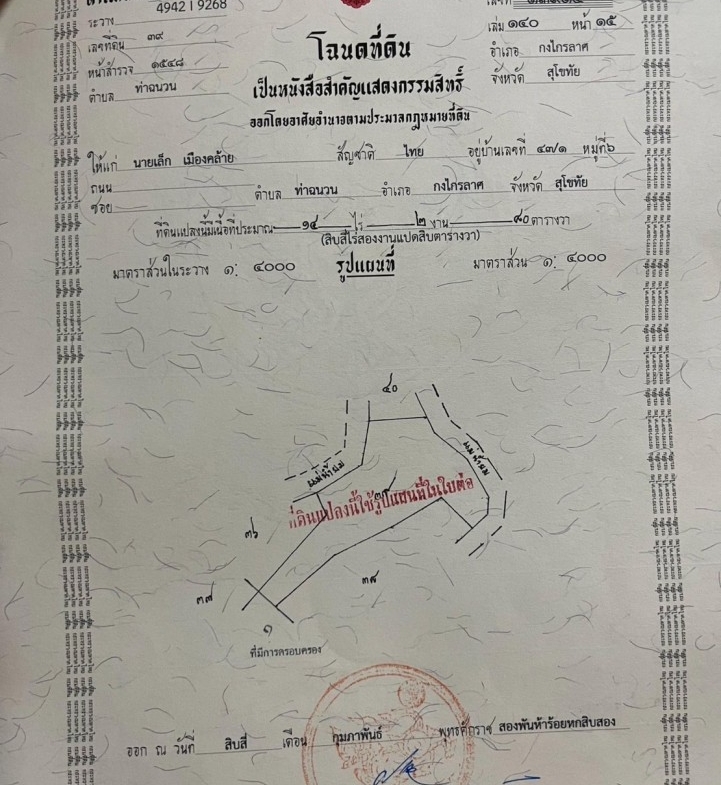 4942 I 9268
ระวาง
เล่ม ๑๔๐ หน้า ๑๕
เลขที่ดิน ๓๙
โฉนดที่ดิน
อำเภอ กงไกรลาศ
หน้าสำรวจ ๑๕๔๘
จังหวัด สุโขทัย
ตำบล ท่าฉนวน
เป็นหนังสือสำคัญแสดงกรรมสิทธิ์
ออกโดยอาศัยอำนาจตามประมวลกฎหมายที่ดิน
ให้แก่ นายเล็ก เมืองคล้าย สัญชาติ ไทย อยู่บ้านเลขที่ ๔๓/๑ หมู่ที่๖
ถนน
ซอย ตำบล ท่าฉนวน อำเภอ กงไกรลาศ จังหวัด สุโขทัย
ที่ดินแปลงนี้มีเนื้อที่ประมาณ ๑๔ ไร่ ๒ งาน ๘๐ ตารางวา
(สิบสี่ไร่สองงานแปดสิบตารางวา)
มาตราส่วนในระวาง ๑: ๔๐๐๐ รูปแผนที่ มาตราส่วน ๑: ๔๐๐๐
๔๐
แม่น้ำยม
แม่น้ำยม
ที่ดินแปลงนี้ใช้รูปแผนที่ในใบต่อ
๓๖
๓๘
๓๗
๑
ที่มีการครอบครอง
ออก ณ วันที่ สิบสี่ เดือน กุมภาพันธ์ พุทธศักราช สองพันห้าร้อยหกสิบสอง